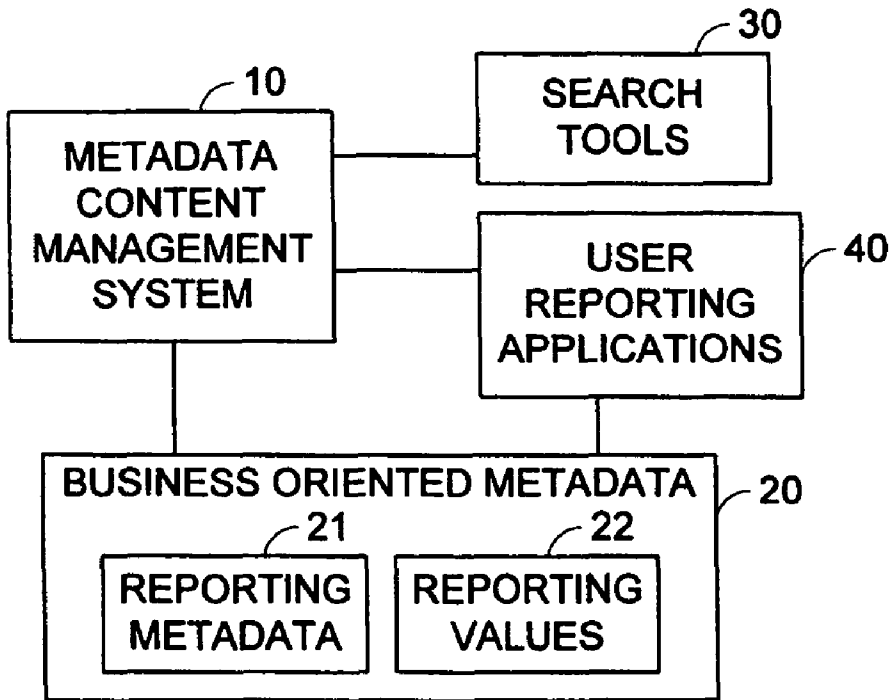 30
SEARCH
TOOLS
10
METADATA
CONTENT
MANAGEMENT
SYSTEM
40
USER
REPORTING
APPLICATIONS
BUSINESS ORIENTED METADATA
20
21
REPORTING
METADATA
22
REPORTING
VALUES